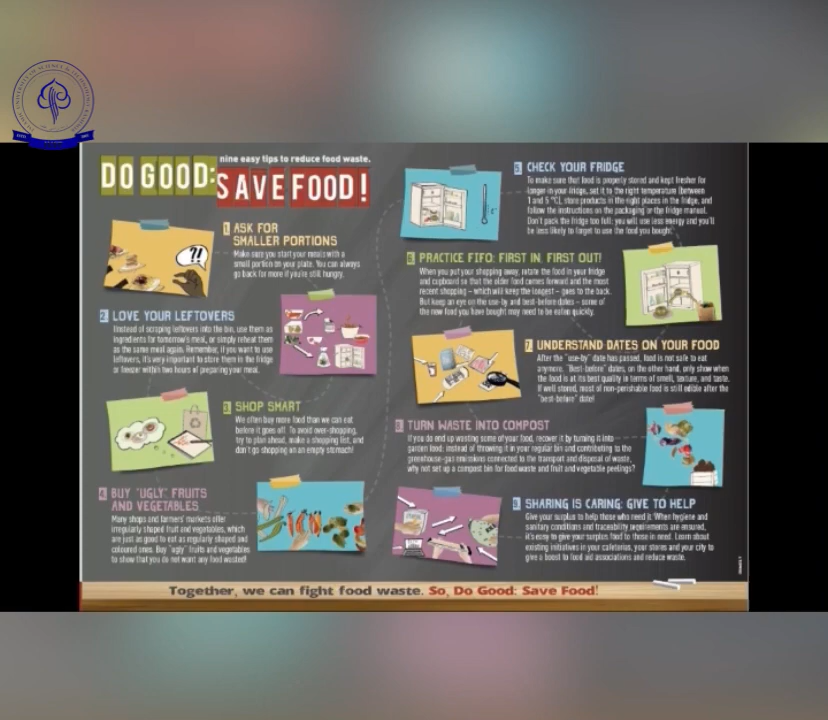 DO GOOD:
nine easy tips to reduce food waste.
SAVE FOOD!
1 ASK FOR
SMALLER PORTIONS
Make sure you start your meals with a
small portion on your plate. You can always
go back for more if you're still hungry.
?!
2 LOVE YOUR LEFTOVERS
Instead of scraping leftovers into the bin, use them as
ingredients for tomorrow's meal, or simply reheat them
as the same meal again. Remember, if you want to use
leftovers, it's very important to store them in the fridge
or freezer within two hours of preparing your meal.
3 SHOP SMART
We often buy more food than we can eat
before it goes off. To avoid over-shopping,
try to plan ahead, make a shopping list, and
don't go shopping on an empty stomach!
4 BUY "UGLY" FRUITS
AND VEGETABLES
Many shops and farmers' markets offer
irregularly shaped fruit and vegetables, which
are just as good to eat as regularly shaped and
coloured ones. Buy "ugly" fruits and vegetables
to show that you do not want any food wasted!
5 CHECK YOUR FRIDGE
To make sure that food is properly stored and kept fresher for
longer in your fridge, set it to the right temperature (between
1 and 5 °C), store products in the right places in the fridge, and
follow the instructions on the packaging or the fridge manual.
Don't pack the fridge too full: you will use less energy and you'll
be less likely to forget to use the food you bought.
6 PRACTICE FIFO: FIRST IN, FIRST OUT!
When you put your shopping away, rotate the food in your fridge
and cupboard so that the older food comes forward and the most
recent shopping – which will keep the longest – goes to the back.
But keep an eye on the use-by and best-before dates – some of
the new food you have bought may need to be eaten quickly.
7 UNDERSTAND DATES ON YOUR FOOD
After the "use-by" date has passed, food is not safe to eat
anymore. "Best-before" dates, on the other hand, only show when
the food is at its best quality in terms of smell, texture, and taste.
If well stored, most of non-perishable food is still edible after the
"best-before" date!
8 TURN WASTE INTO COMPOST
If you do end up wasting some of your food, recover it by turning it into
garden food: instead of throwing it in your regular bin and contributing to the
greenhouse-gas emissions connected to the transport and disposal of waste,
why not set up a compost bin for food waste and fruit and vegetable peelings?
9 SHARING IS CARING: GIVE TO HELP
Give your surplus to help those who need it! When hygiene and
sanitary conditions and traceability requirements are ensured,
it's easy to give your surplus food to those in need. Learn about
existing initiatives in your cafeterias, your stores and your city to
give a boost to food aid associations and reduce waste.
Together, we can fight food waste. So, Do Good: Save Food!